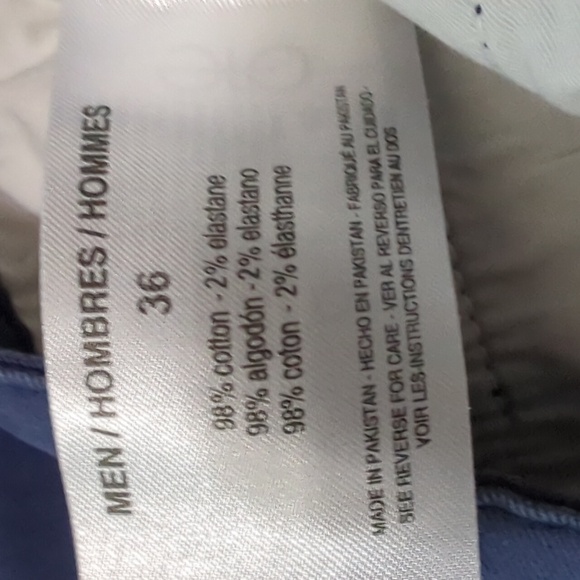 MEN / HOMBRES / HOMMES
36
98% cotton - 2% elastane
98% algodón - 2% elastano
98% coton - 2% élasthanne
MADE IN PAKISTAN - HECHO EN PAKISTAN - FABRIQUÉ AU PAKISTAN
SEE REVERSE FOR CARE - VER AL REVERSO PARA EL CUIDADO -
VOIR LES INSTRUCTIONS DENTRETIEN AU DOS